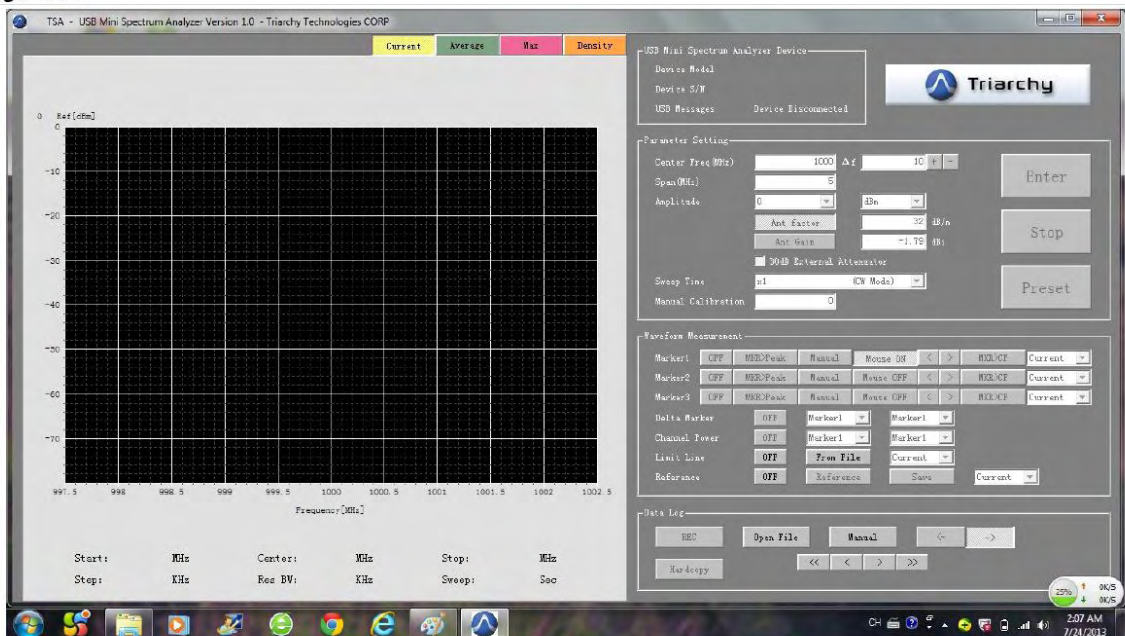 TSA - USB Mini Spectrum Analyzer Version 1.0 - Triarchy Technologies CORP
Current Average Max Density
0 Ref[dBm]
0
-10
-20
-30
-40
-50
-60
-70
997.5 998 998.5 999 999.5 1000 1000.5 1001 1001.5 1002 1002.5
Frequency[MHz]
Start: MHz Center: MHz Stop: MHz
Step: KHz Res BW: KHz Sweep: Sec
USB Mini Spectrum Analyzer Device
Device Model
Device S/N
USB Messages Device Disconnected
Triarchy
Parameter Setting
Center Freq(MHz) 1000 Δf 10 + -
Span(MHz) 5
Amplitude 0 dBm
Ant factor 32 dB/m
Ant Gain -1.79 dBi
30dB External Attenuator
Sweep Time x1 (CW Mode)
Manual Calibration 0
Enter
Stop
Preset
Waveform Measurement
Marker1 OFF MKR>Peak Manual Mouse ON < > MKR>CF Current
Marker2 OFF MKR>Peak Manual Mouse OFF < > MKR>CF Current
Marker3 OFF MKR>Peak Manual Mouse OFF < > MKR>CF Current
Delta Marker OFF Marker1 Marker1
Channel Power OFF Marker1 Marker1
Limit Line OFF From File Current
Reference OFF Reference Save Current
Data Log
REC Open File Manual <- ->
Hardcopy << < > >>
25% 0K/S
0K/S
CH 2:07 AM
7/24/2013